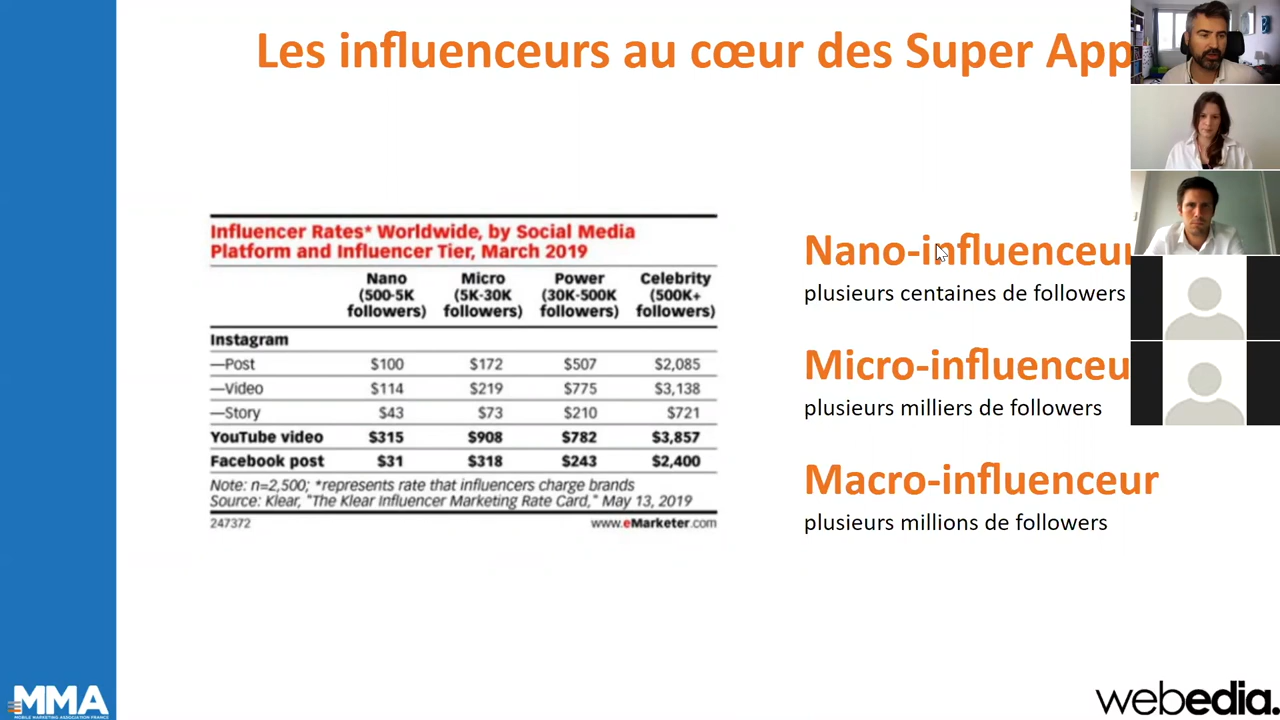 Les influenceurs au cœur des Super App
Influencer Rates* Worldwide, by Social Media
Platform and Influencer Tier, March 2019
Nano Micro Power Celebrity
(500-5K (5K-30K (30K-500K (500K+
followers) followers) followers) followers)
Instagram
—Post $100 $172 $507 $2,085
—Video $114 $219 $775 $3,138
—Story $43 $73 $210 $721
YouTube video $315 $908 $782 $3,857
Facebook post $31 $318 $243 $2,400
Note: n=2,500; *represents rate that influencers charge brands
Source: Klear, "The Klear Influencer Marketing Rate Card," May 13, 2019
247372 www.eMarketer.com
Nano-influenceur
plusieurs centaines de followers
Micro-influenceu
plusieurs milliers de followers
Macro-influenceur
plusieurs millions de followers
MMA
MOBILE MARKETING ASSOCIATION FRANCE
webedia.